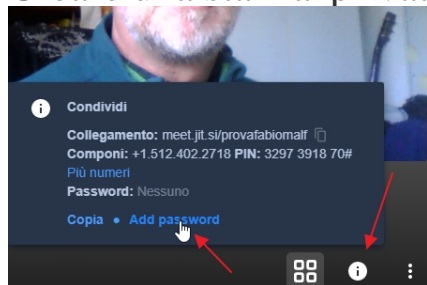 Condividi
Collegamento: meet.jit.si/provafabiomalf
Componi: +1.512.402.2718 PIN: 3297 3918 70#
Più numeri
Password: Nessuno
Copia • Add password